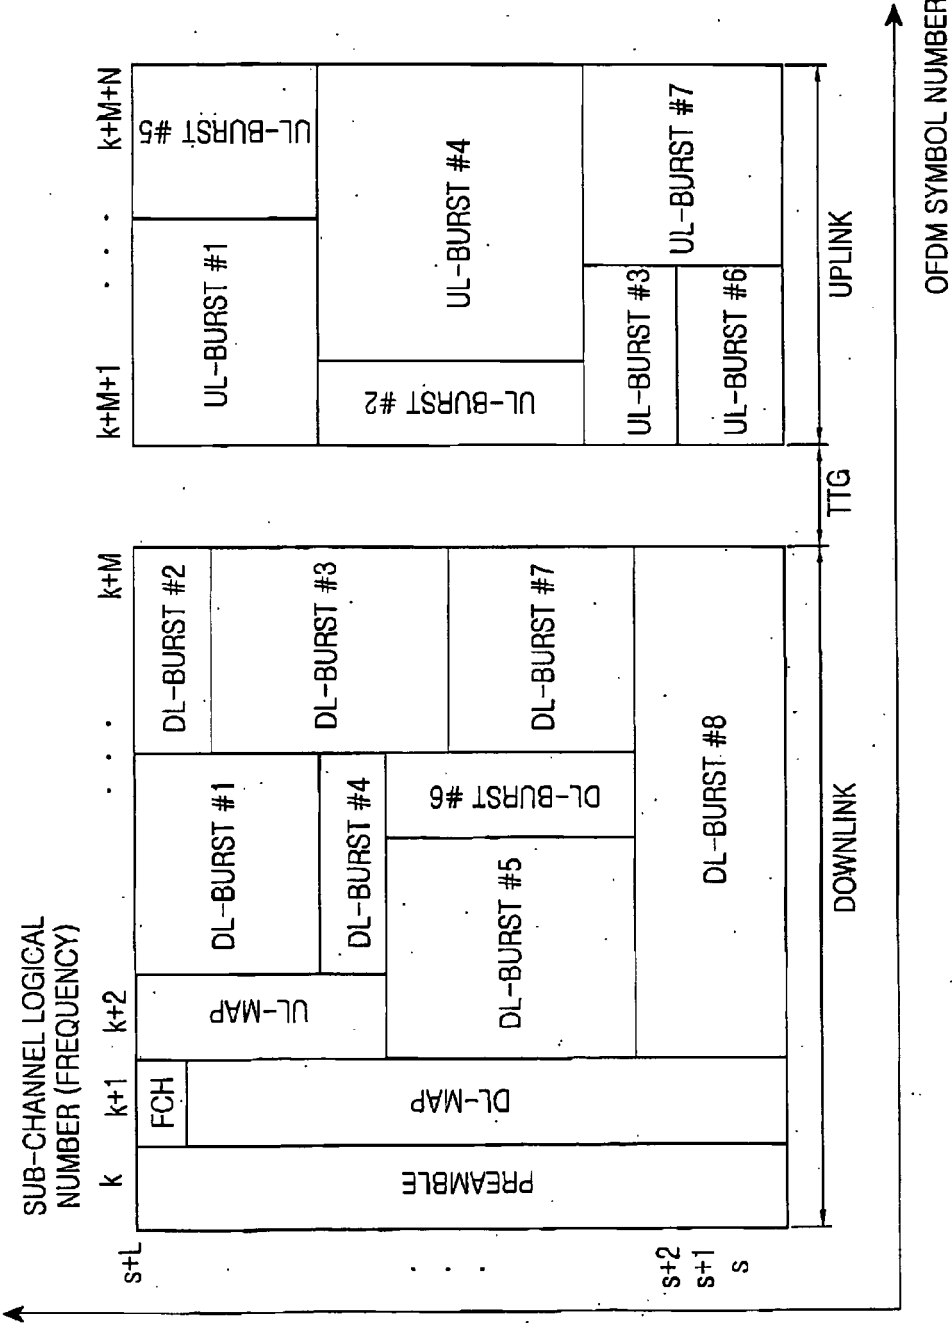 SUB-CHANNEL LOGICAL
NUMBER (FREQUENCY)
k
k+1
k+2
. . .
k+M
k+M+1
. . .
k+M+N
s+L
. . .
s+2
s+1
s
PREAMBLE
FCH
DL-MAP
UL-MAP
DL-BURST #1
DL-BURST #2
DL-BURST #3
DL-BURST #4
DL-BURST #5
DL-BURST #6
DL-BURST #7
DL-BURST #8
UL-BURST #1
UL-BURST #5
UL-BURST #2
UL-BURST #4
UL-BURST #3
UL-BURST #6
UL-BURST #7
DOWNLINK
TTG
UPLINK
OFDM SYMBOL NUMBER